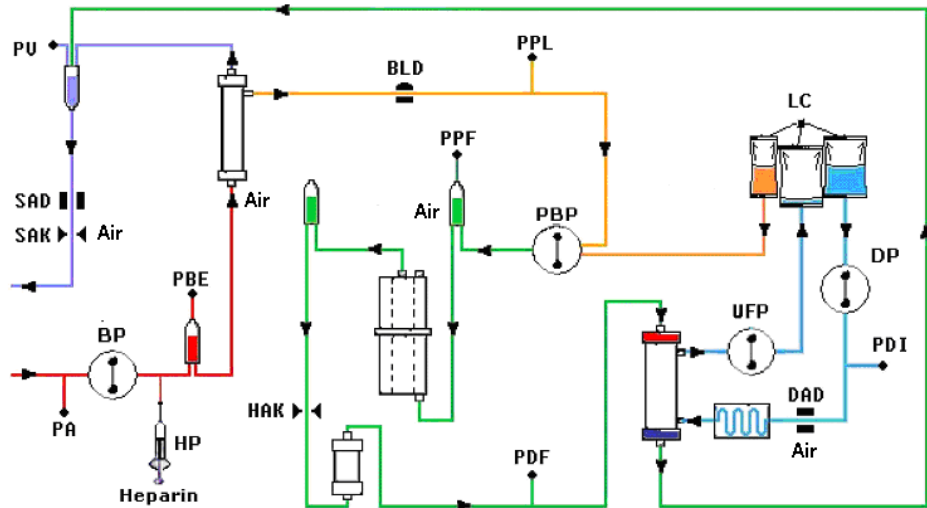 PV
BLD
PPL
LC
PPF
SAD
Air
Air
PBP
SAK
Air
DP
PBE
UFP
BP
PDI
HAK
DAD
PA
HP
Air
PDF
Heparin